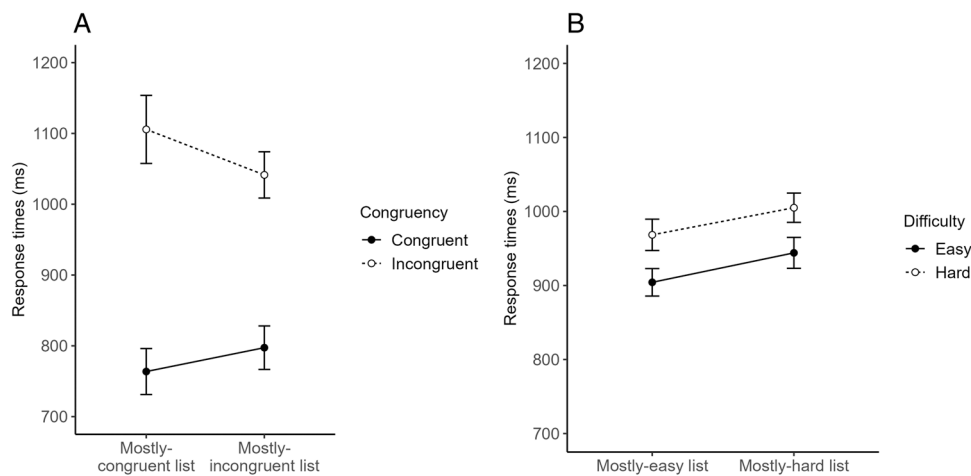 A
1200
1100
1000
900
800
700
Response times (ms)
Mostly-
congruent list
Mostly-
incongruent list
Congruency
Congruent
Incongruent
B
1200
1100
1000
900
800
700
Response times (ms)
Mostly-easy list
Mostly-hard list
Difficulty
Easy
Hard